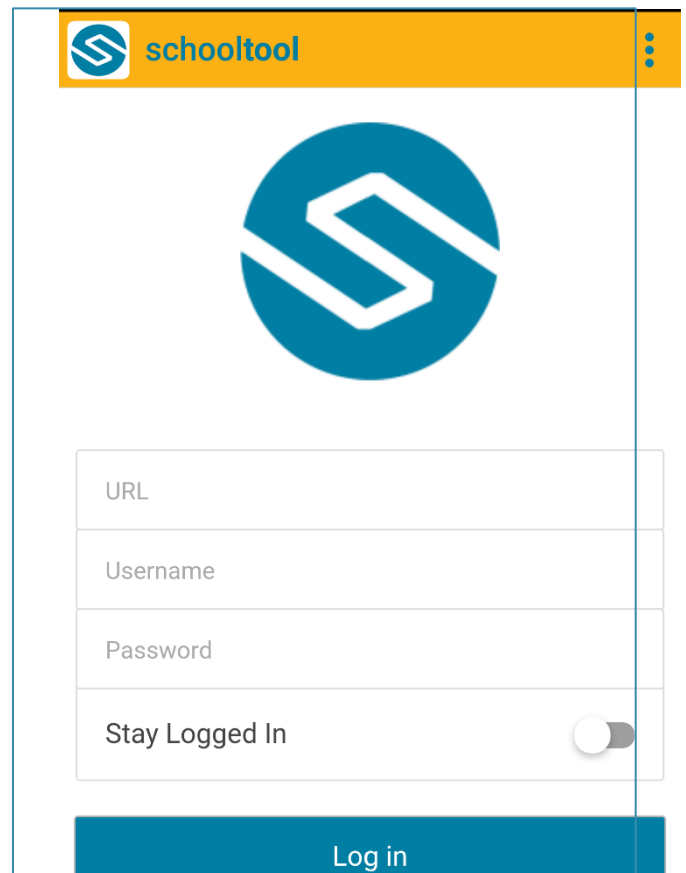 schooltool
URL
Username
Password
Stay Logged In
Log in